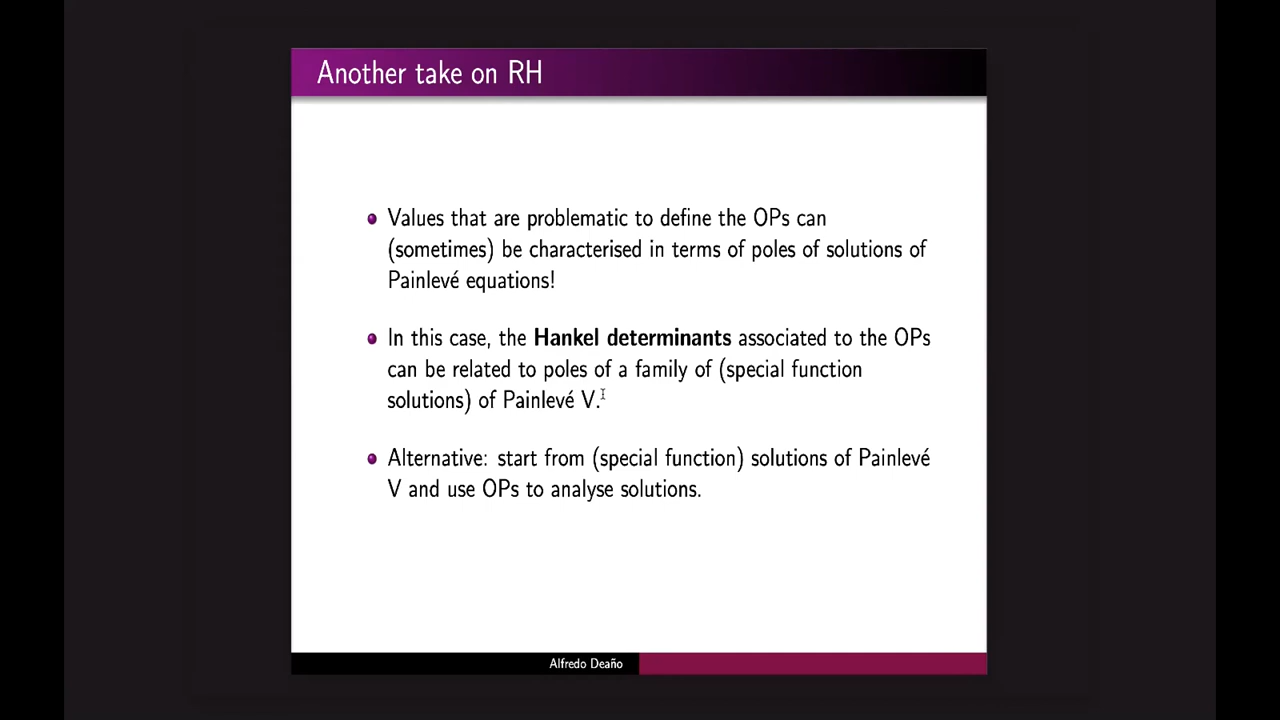 Another take on RH
Values that are problematic to define the OPs can
(sometimes) be characterised in terms of poles of solutions of
Painlevé equations!
In this case, the Hankel determinants associated to the OPs
can be related to poles of a family of (special function
solutions) of Painlevé V.
Alternative: start from (special function) solutions of Painlevé
V and use OPs to analyse solutions.
Alfredo Deaño